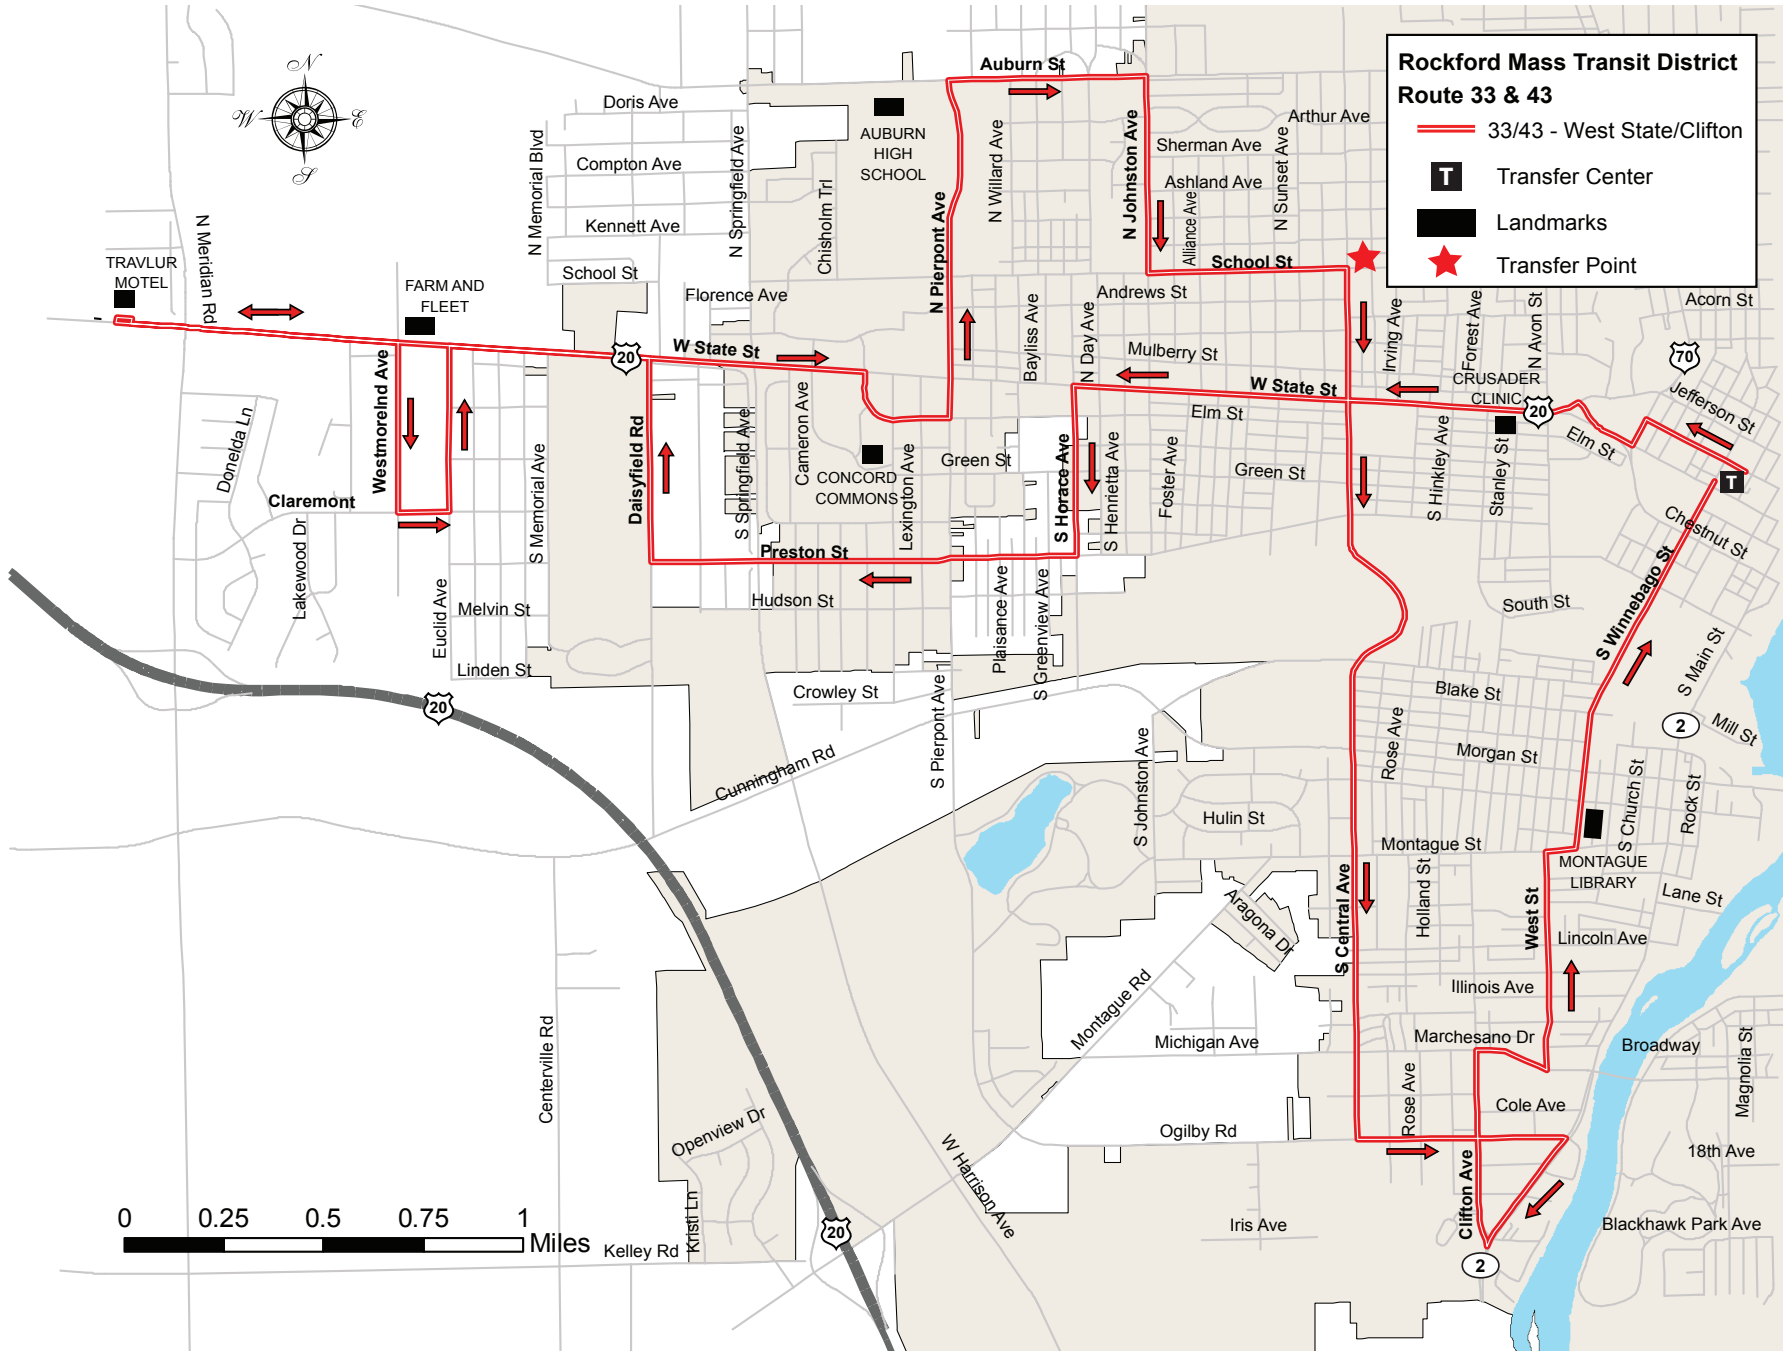 Rockford Mass Transit District
Route 33 & 43
33/43 - West State/Clifton
T
Transfer Center
Landmarks
Transfer Point
N
W
E
S
Auburn St
Doris Ave
Arthur Ave
AUBURN
HIGH
SCHOOL
Sherman Ave
Compton Ave
Ashland Ave
N Memorial Blvd
N Springfield Ave
Chisholm Trl
N Pierpont Ave
N Willard Ave
N Johnston Ave
Alliance Ave
N Sunset Ave
Kennett Ave
N Meridian Rd
TRAVLUR
MOTEL
FARM AND
FLEET
School St
School St
Florence Ave
Andrews St
Acorn St
Bayliss Ave
N Day Ave
Irving Ave
Forest Ave
N Avon St
W State St
20
Mulberry St
70
W State St
CRUSADER
CLINIC
20
Jefferson St
Elm St
Elm St
Westmorelnd Ave
Donelda Ln
Claremont
Lakewood Dr
Daisyfield Rd
S Memorial Ave
S Springfield Ave
Cameron Ave
CONCORD
COMMONS
Lexington Ave
Green St
S Horace Ave
S Henrietta Ave
Foster Ave
Green St
S Hinkley Ave
Stanley St
T
Chestnut St
Preston St
Hudson St
Euclid Ave
Melvin St
Linden St
Plaisance Ave
S Greenview Ave
South St
S Winnebago St
S Main St
Crowley St
20
S Pierpont Ave
Blake St
2
Mill St
Rose Ave
Morgan St
Cunningham Rd
S Johnston Ave
Hulin St
S Church St
Rock St
Montague St
MONTAGUE
LIBRARY
Holland St
Lane St
Aragona Dr
S Central Ave
West St
Lincoln Ave
Montague Rd
Illinois Ave
Michigan Ave
Marchesano Dr
Broadway
Magnolia St
Centerville Rd
Rose Ave
Cole Ave
Openview Dr
Ogilby Rd
18th Ave
W Harrison Ave
Clifton Ave
Iris Ave
Blackhawk Park Ave
Kristi Ln
20
2
0
0.25
0.5
0.75
1
Miles
Kelley Rd